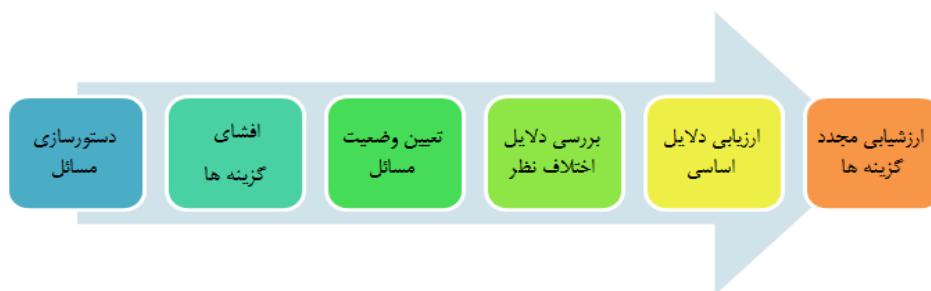 دستورسازی
مسائل
افشای
گزینه ها
تعیین وضعیت
مسائل
بررسی دلایل
اختلاف نظر
ارزیابی دلایل
اساسی
ارزشیابی مجدد
گزینه ها